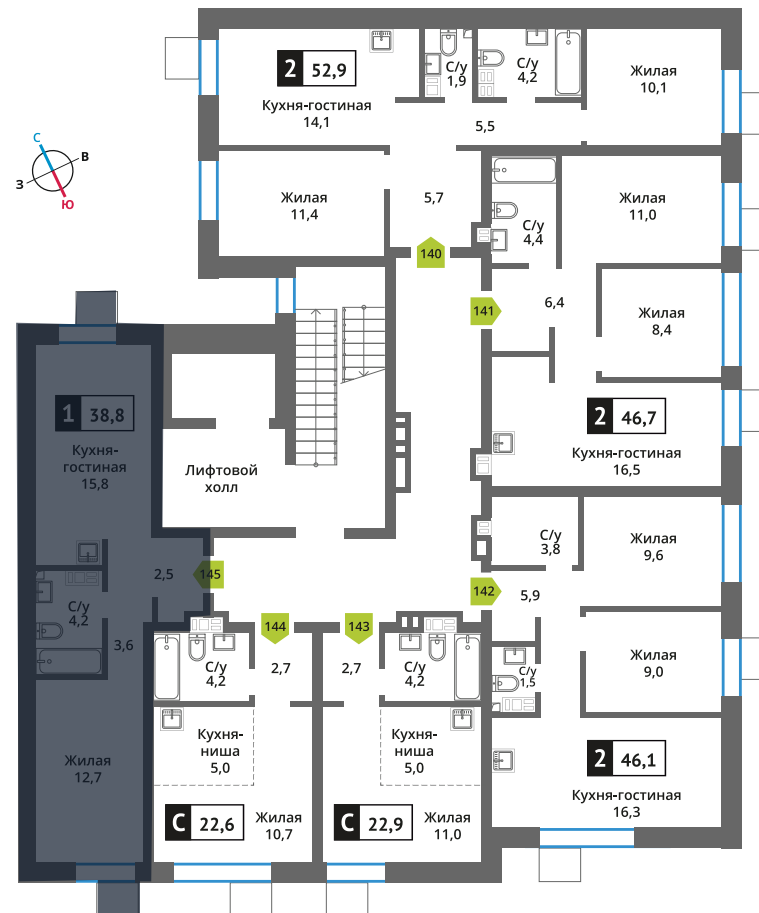 2 52,9
Кухня-гостиная
14,1
С/у
1,9
С/у
4,2
Жилая
10,1
5,5
С
В
З
Ю
Жилая
11,4
5,7
140
С/у
4,4
Жилая
11,0
141
6,4
Жилая
8,4
1 38,8
Кухня-
гостиная
15,8
Лифтовой
холл
2 46,7
Кухня-гостиная
16,5
С/у
3,8
Жилая
9,6
2,5
145
142
5,9
С/у
4,2
3,6
144
143
С/у
4,2
2,7
2,7
С/у
4,2
С/у
1,5
Жилая
9,0
Кухня-
ниша
5,0
Кухня-
ниша
5,0
Жилая
12,7
2 46,1
Кухня-гостиная
16,3
С 22,6
Жилая
10,7
С 22,9
Жилая
11,0